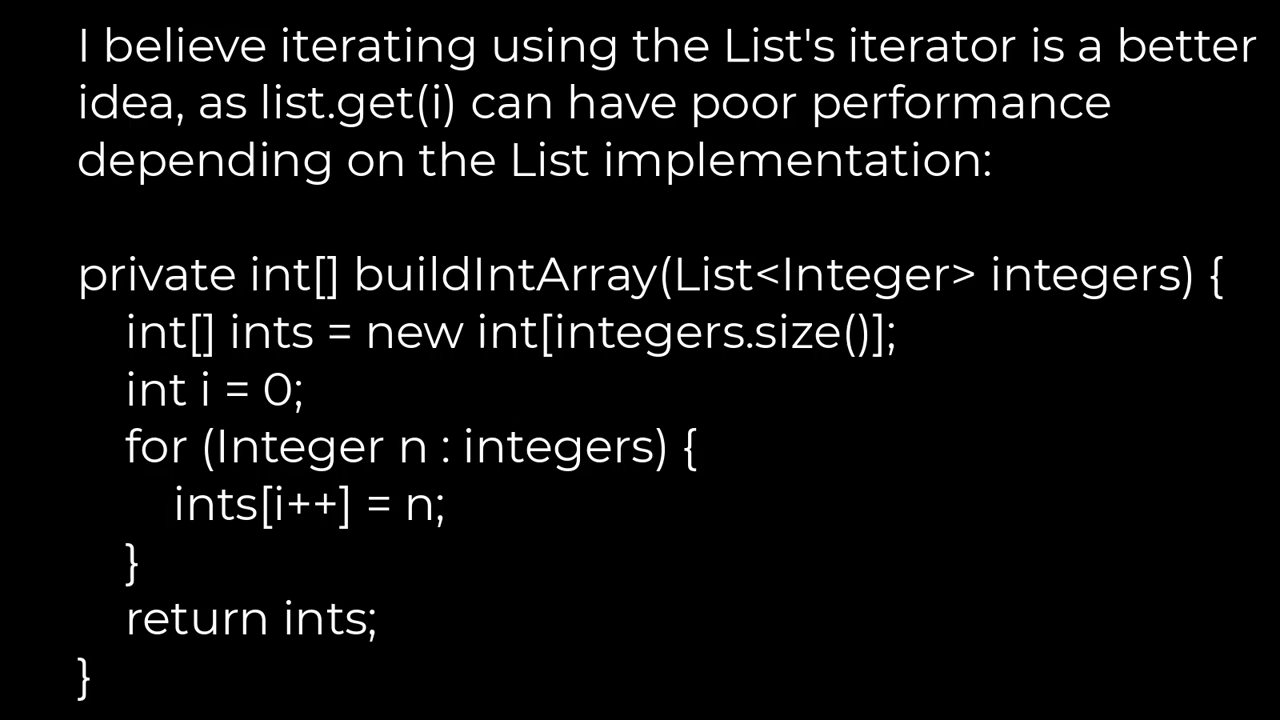 I believe iterating using the List's iterator is a better
idea, as list.get(i) can have poor performance
depending on the List implementation:

private int[] buildIntArray(List<Integer> integers) {
    int[] ints = new int[integers.size()];
    int i = 0;
    for (Integer n : integers) {
        ints[i++] = n;
    }
    return ints;
}